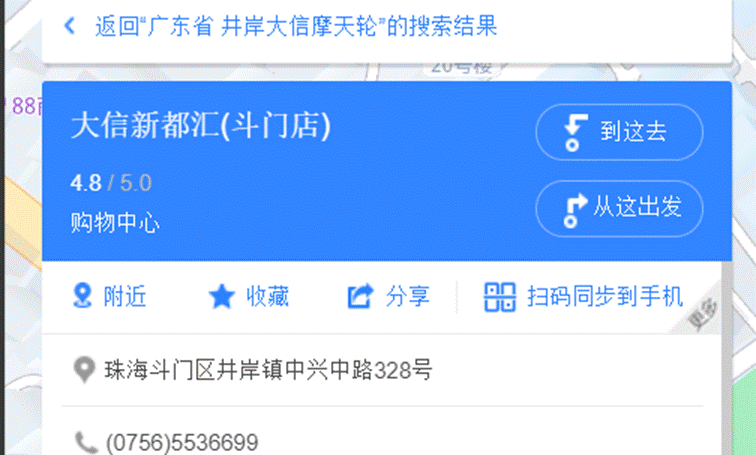 返回“广东省 井岸大信摩天轮”的搜索结果
20号楼
88商
大信新都汇(斗门店)
到这去
4.8 / 5.0
从这出发
购物中心
附近 收藏 分享 扫码同步到手机
更多
珠海斗门区井岸镇中兴中路328号
(0756)5536699